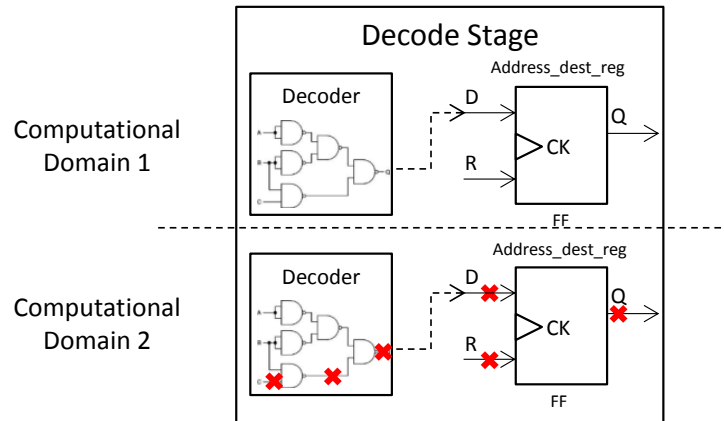 Decode Stage
Computational
Domain 1
Decoder
A
B
C
Q
Address_dest_reg
D
Q
R
CK
FF
Computational
Domain 2
Decoder
A
B
C
Address_dest_reg
D
Q
R
CK
FF